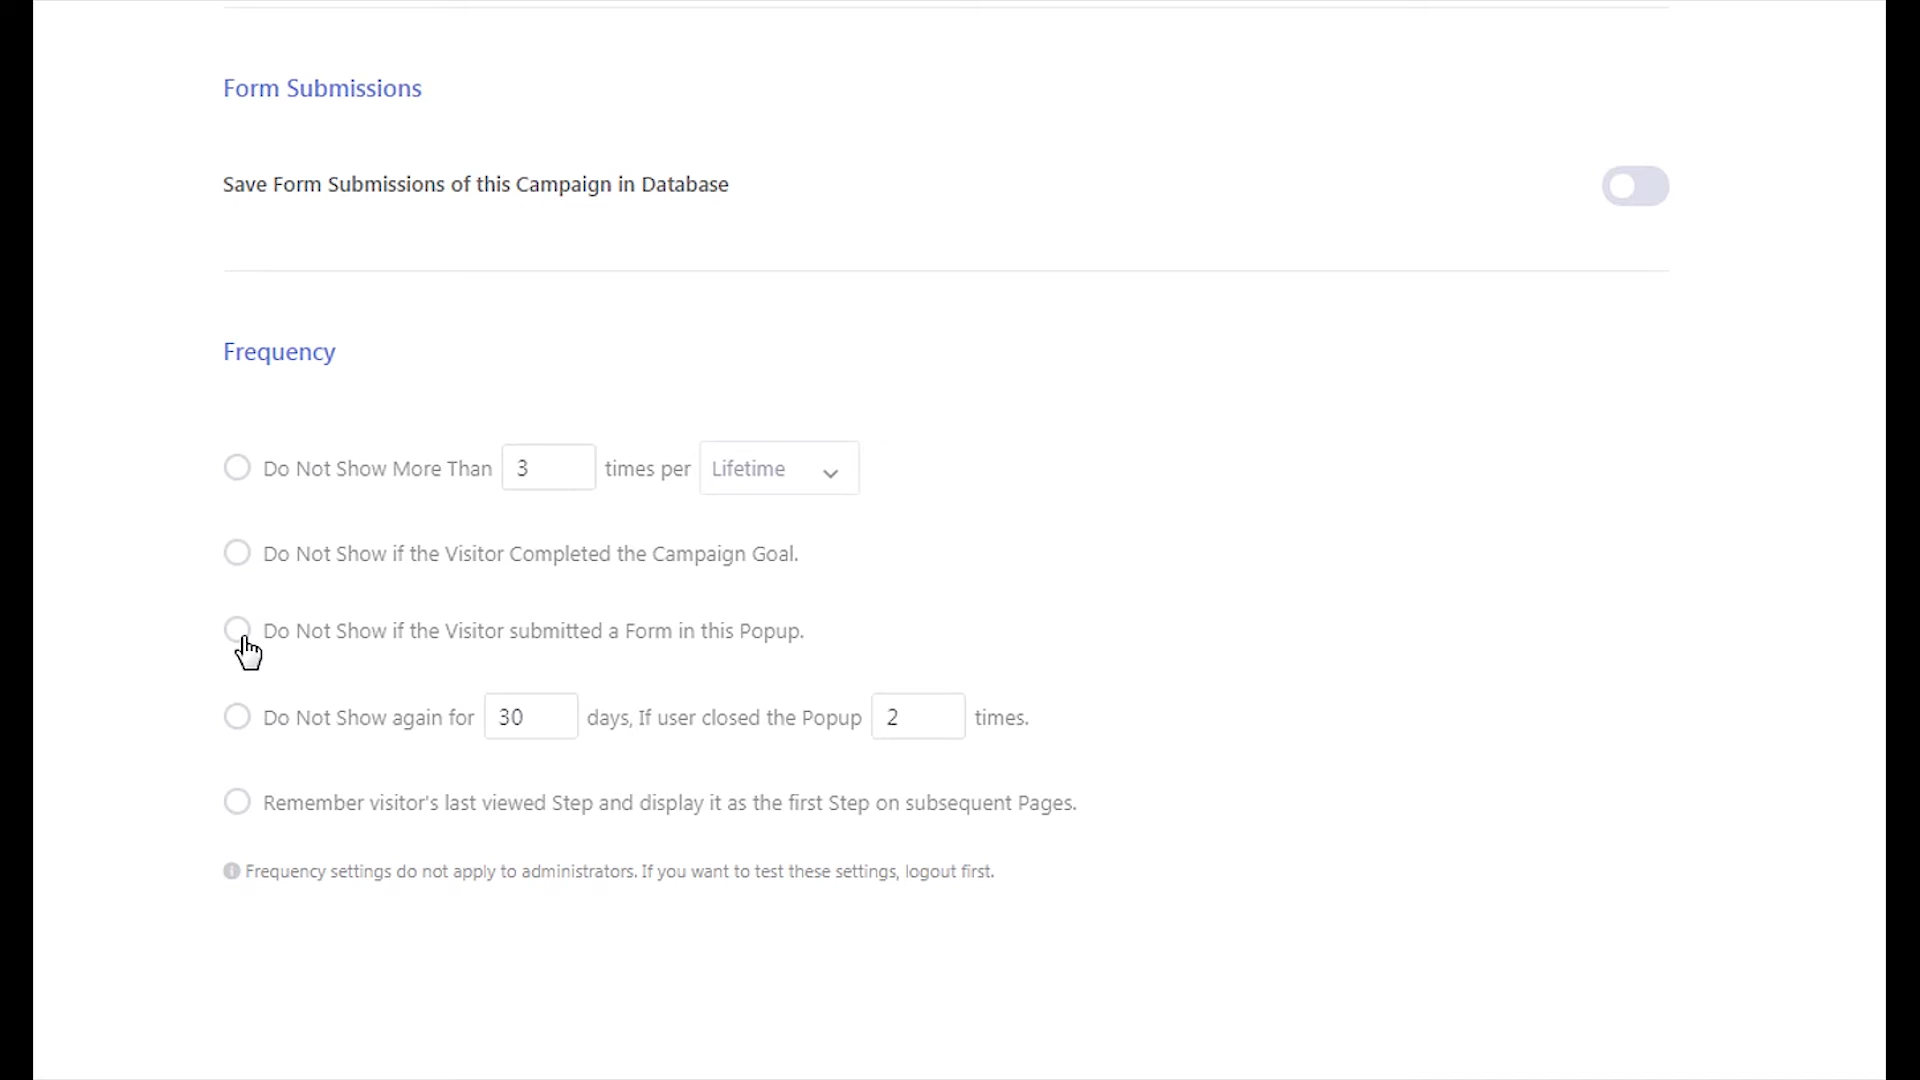 Form Submissions
Save Form Submissions of this Campaign in Database
Frequency
Do Not Show More Than 3 times per Lifetime
Do Not Show if the Visitor Completed the Campaign Goal.
Do Not Show if the Visitor submitted a Form in this Popup.
Do Not Show again for 30 days, If user closed the Popup 2 times.
Remember visitor's last viewed Step and display it as the first Step on subsequent Pages.
Frequency settings do not apply to administrators. If you want to test these settings, logout first.